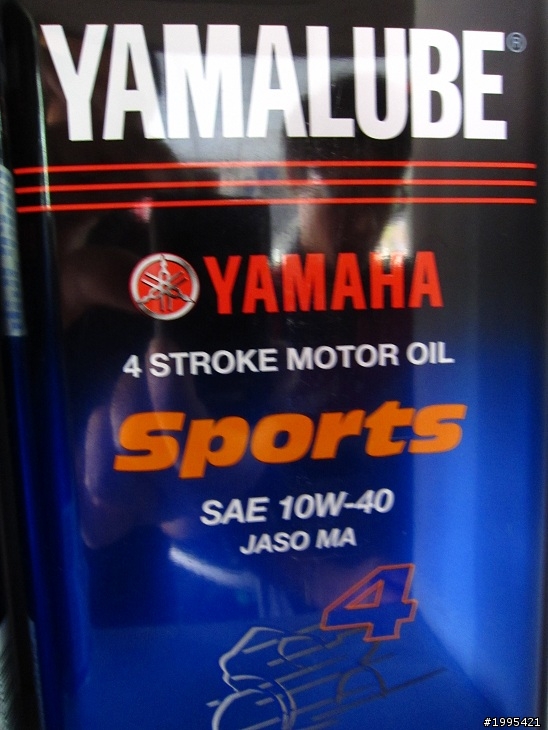 YAMALUBE®
YAMAHA
4 STROKE MOTOR OIL
Sports
SAE 10W-40
JASO MA
4
#1995421